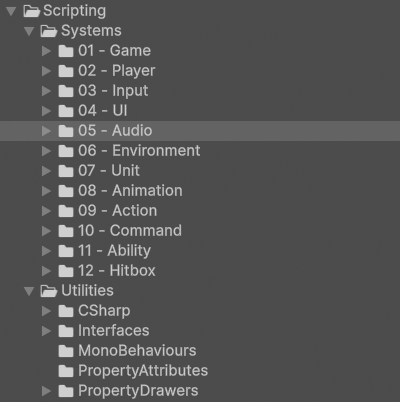 Scripting
Systems
01 - Game
02 - Player
03 - Input
04 - UI
05 - Audio
06 - Environment
07 - Unit
08 - Animation
09 - Action
10 - Command
11 - Ability
12 - Hitbox
Utilities
CSharp
Interfaces
MonoBehaviours
PropertyAttributes
PropertyDrawers